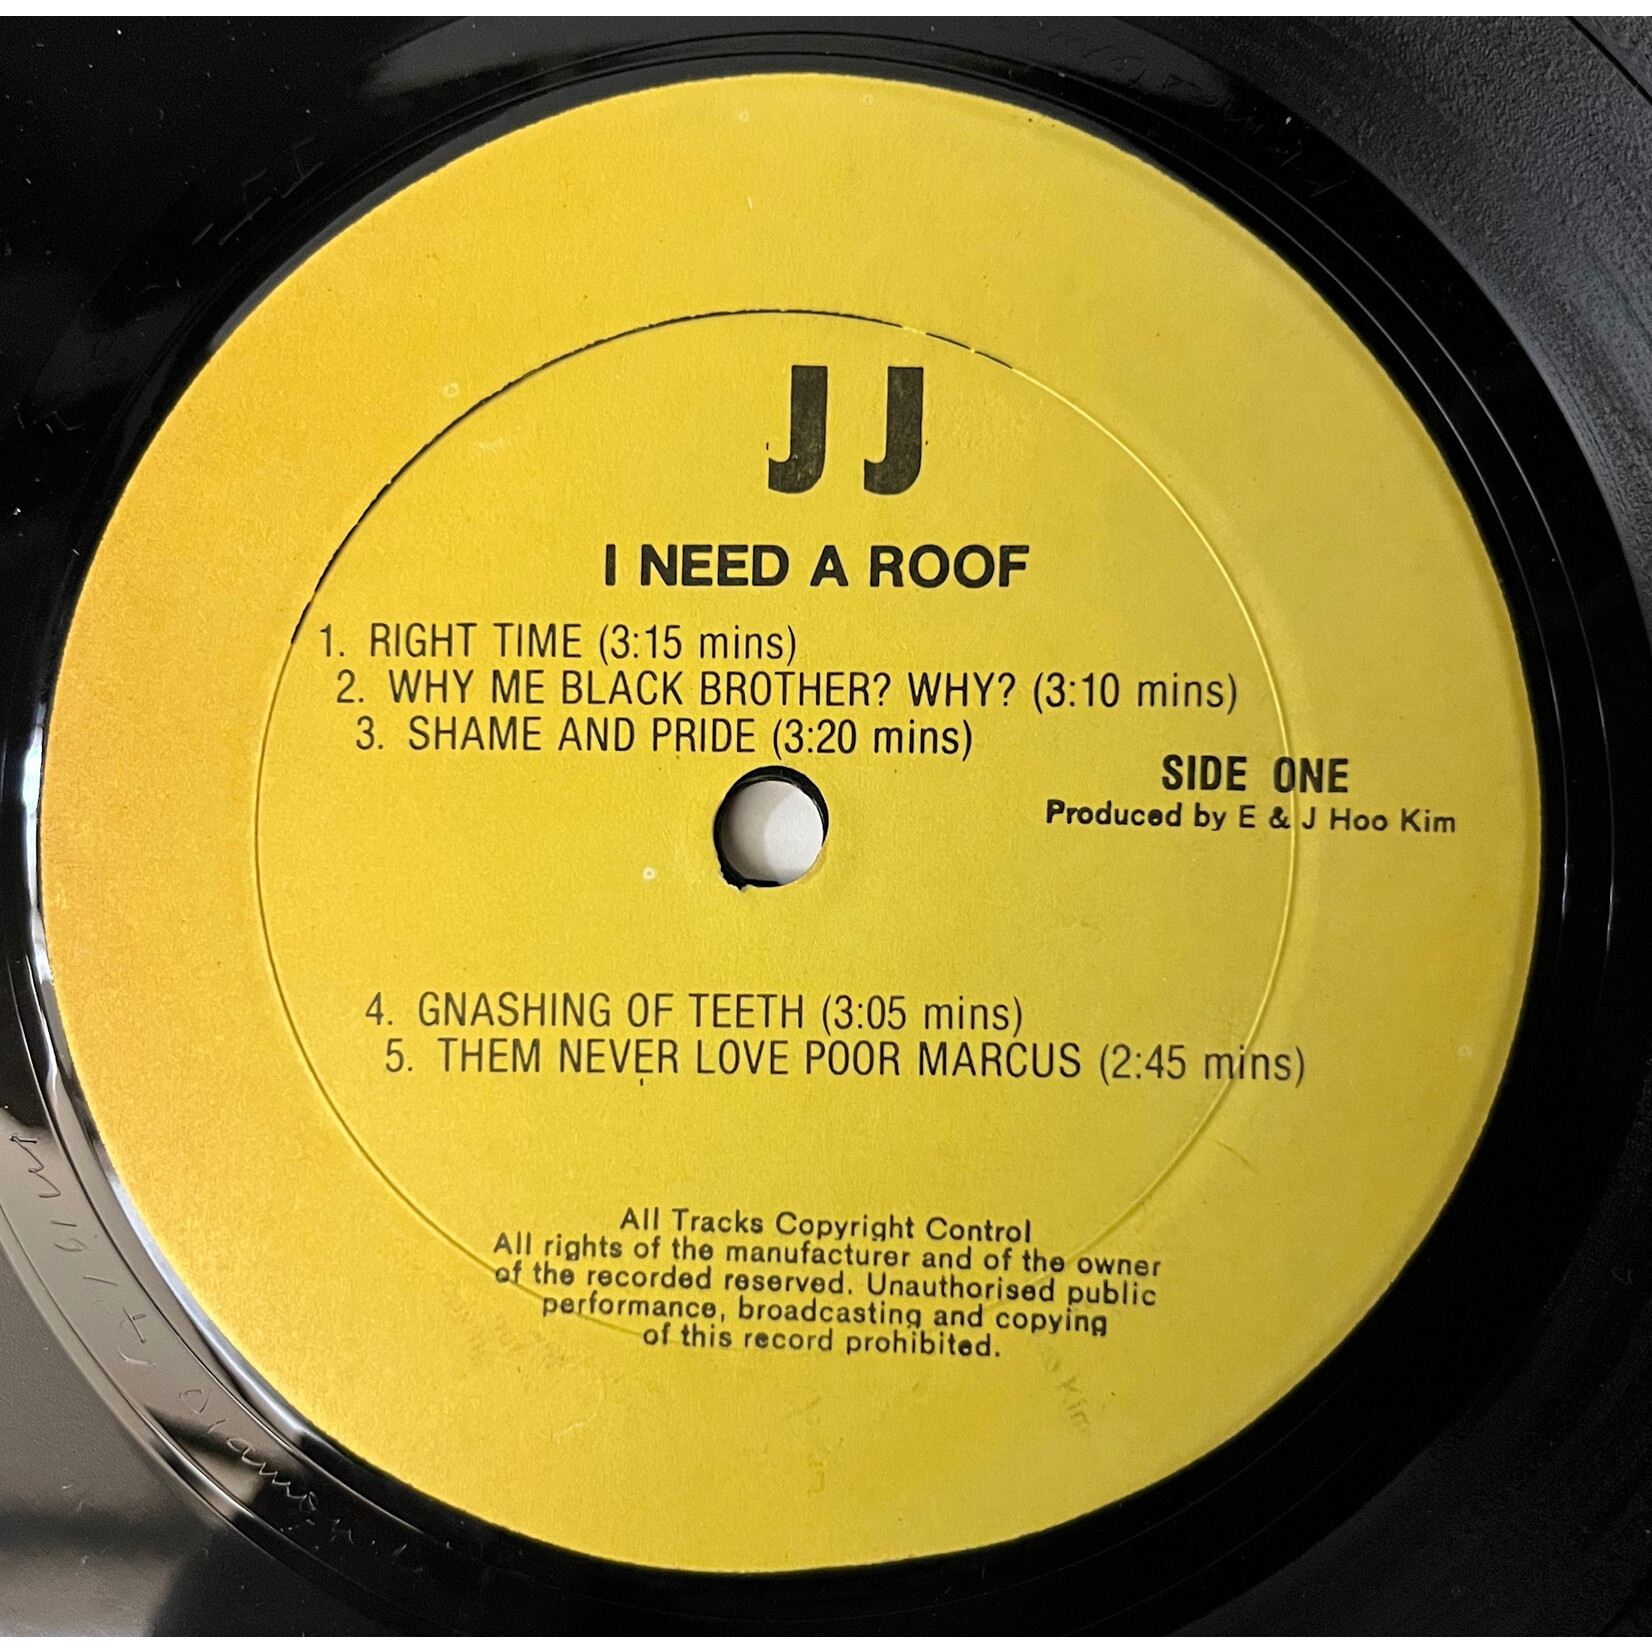 JJ
I NEED A ROOF
1. RIGHT TIME (3:15 mins)
2. WHY ME BLACK BROTHER? WHY? (3:10 mins)
3. SHAME AND PRIDE (3:20 mins)
SIDE ONE
Produced by E & J Hoo Kim
4. GNASHING OF TEETH (3:05 mins)
5. THEM NEVER LOVE POOR MARCUS (2:45 mins)
All Tracks Copyright Control
All rights of the manufacturer and of the owner
of the recorded reserved. Unauthorised public
performance, broadcasting and copying
of this record prohibited.
Kim